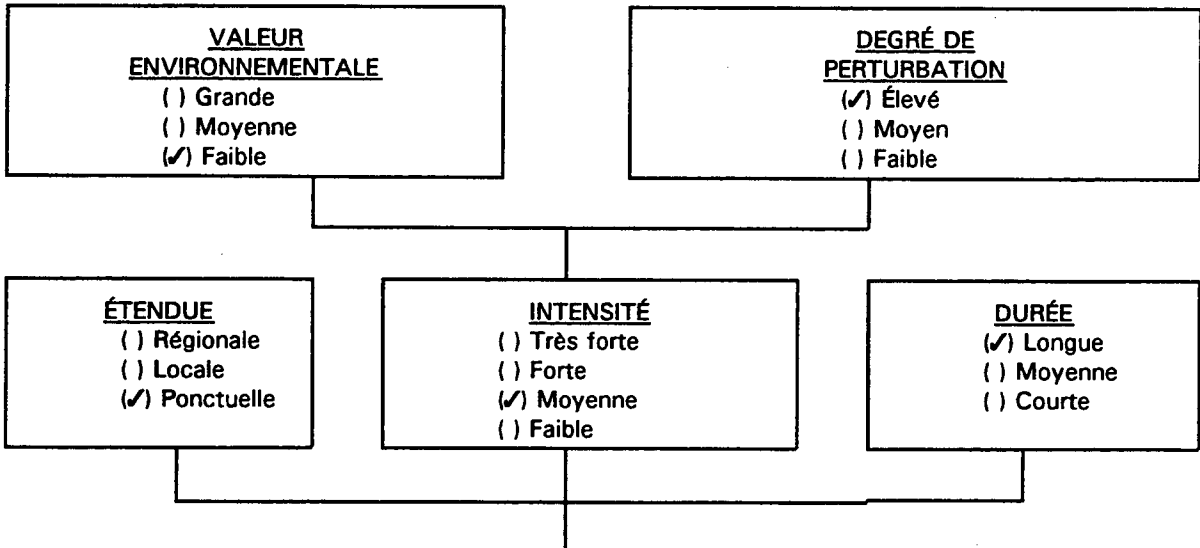 VALEUR
ENVIRONNEMENTALE
( ) Grande
( ) Moyenne
(✓) Faible
DEGRÉ DE
PERTURBATION
(✓) Élevé
( ) Moyen
( ) Faible
ÉTENDUE
( ) Régionale
( ) Locale
(✓) Ponctuelle
INTENSITÉ
( ) Très forte
( ) Forte
(✓) Moyenne
( ) Faible
DURÉE
(✓) Longue
( ) Moyenne
( ) Courte